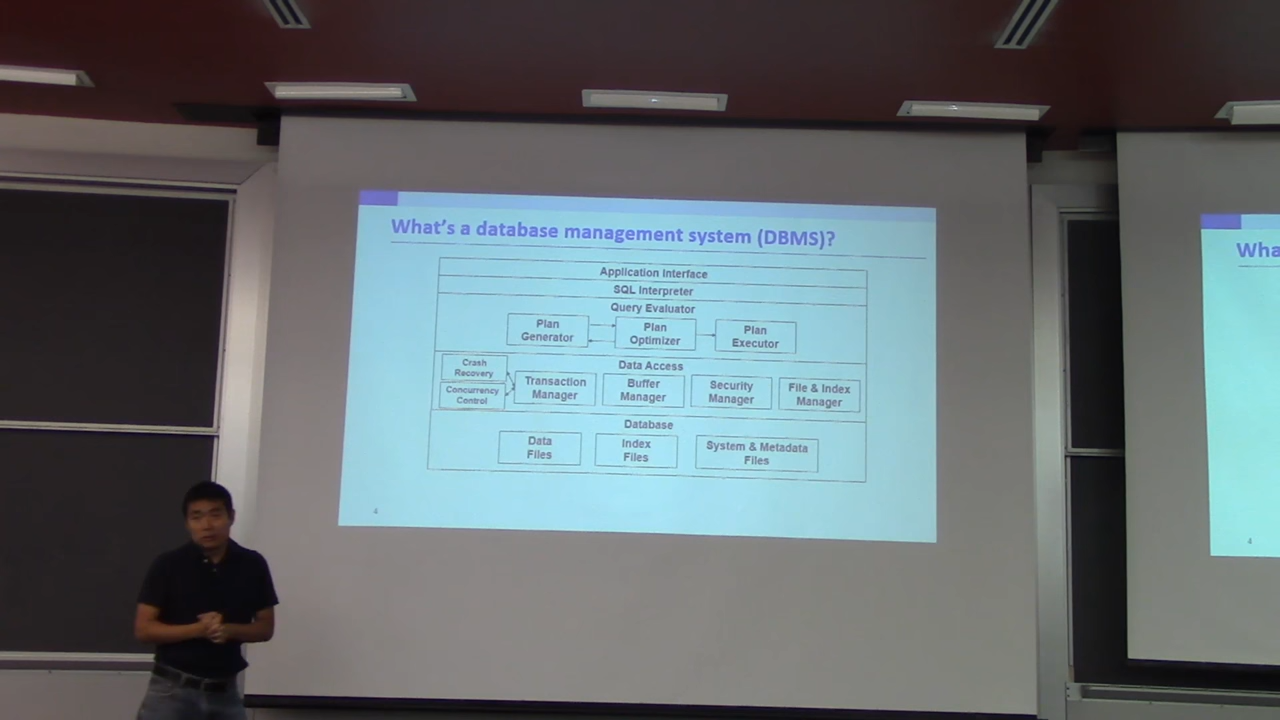 What's a database management system (DBMS)?
Application Interface
SQL Interpreter
Query Evaluator
Plan
Generator
Plan
Optimizer
Plan
Executor
Data Access
Crash
Recovery
Concurrency
Control
Transaction
Manager
Buffer
Manager
Security
Manager
File & Index
Manager
Database
Data
Files
Index
Files
System & Metadata
Files
4
Wha
4